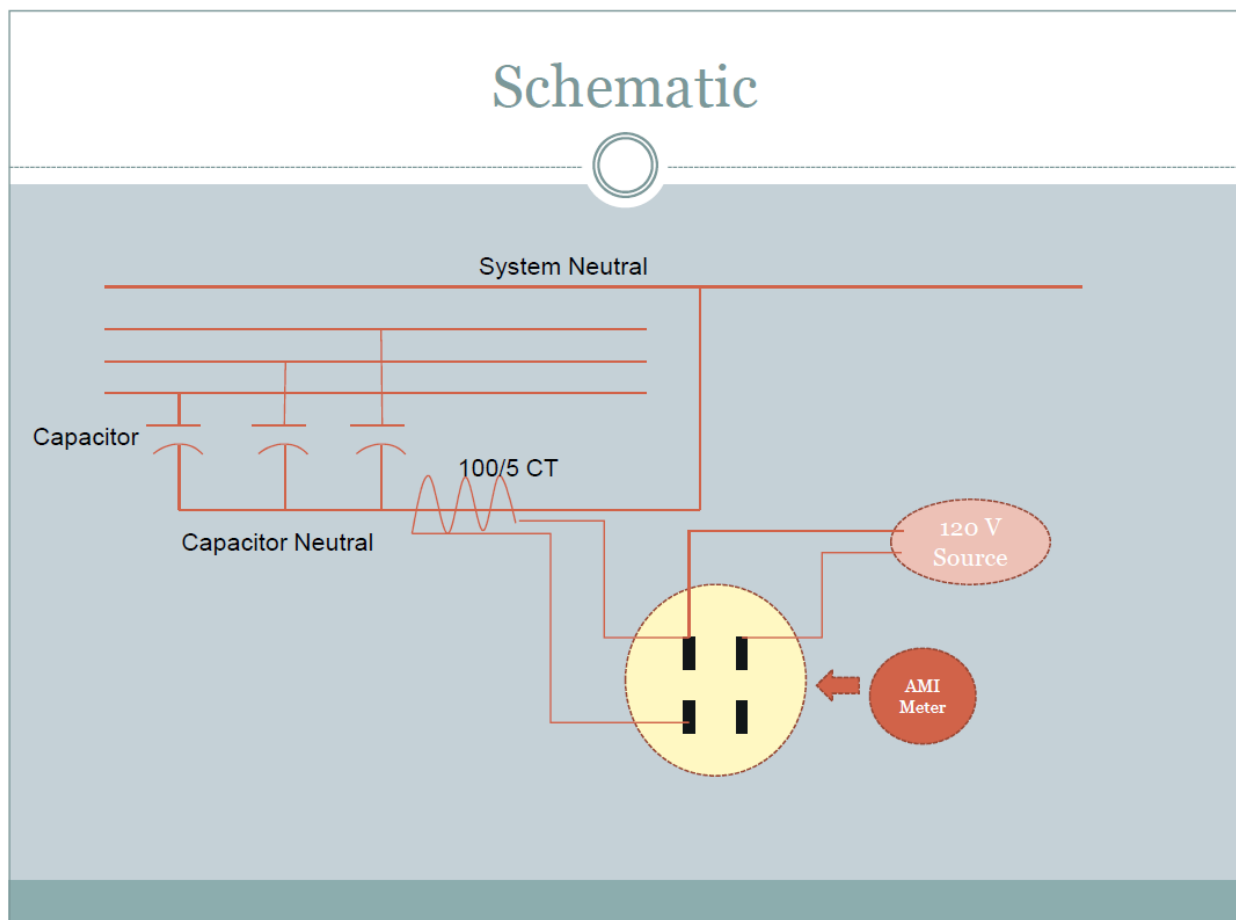 Schematic
System Neutral
Capacitor
100/5 CT
Capacitor Neutral
120 V
Source
AMI
Meter